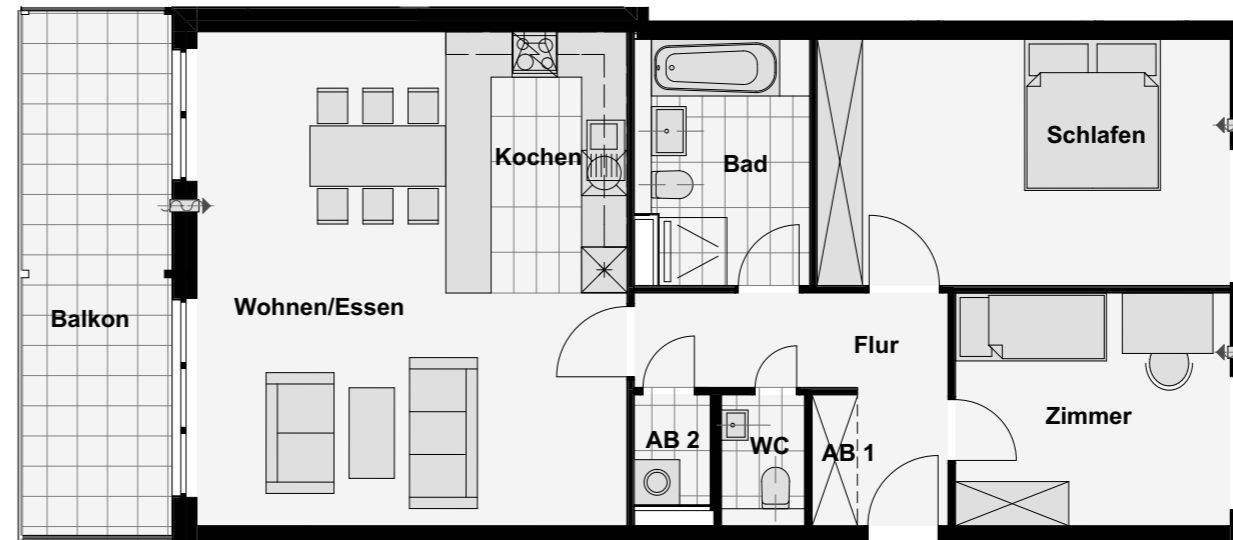 Schlafen
Kochen
Bad
Wohnen/Essen
Balkon
Flur
Zimmer
AB 2
WC
AB 1